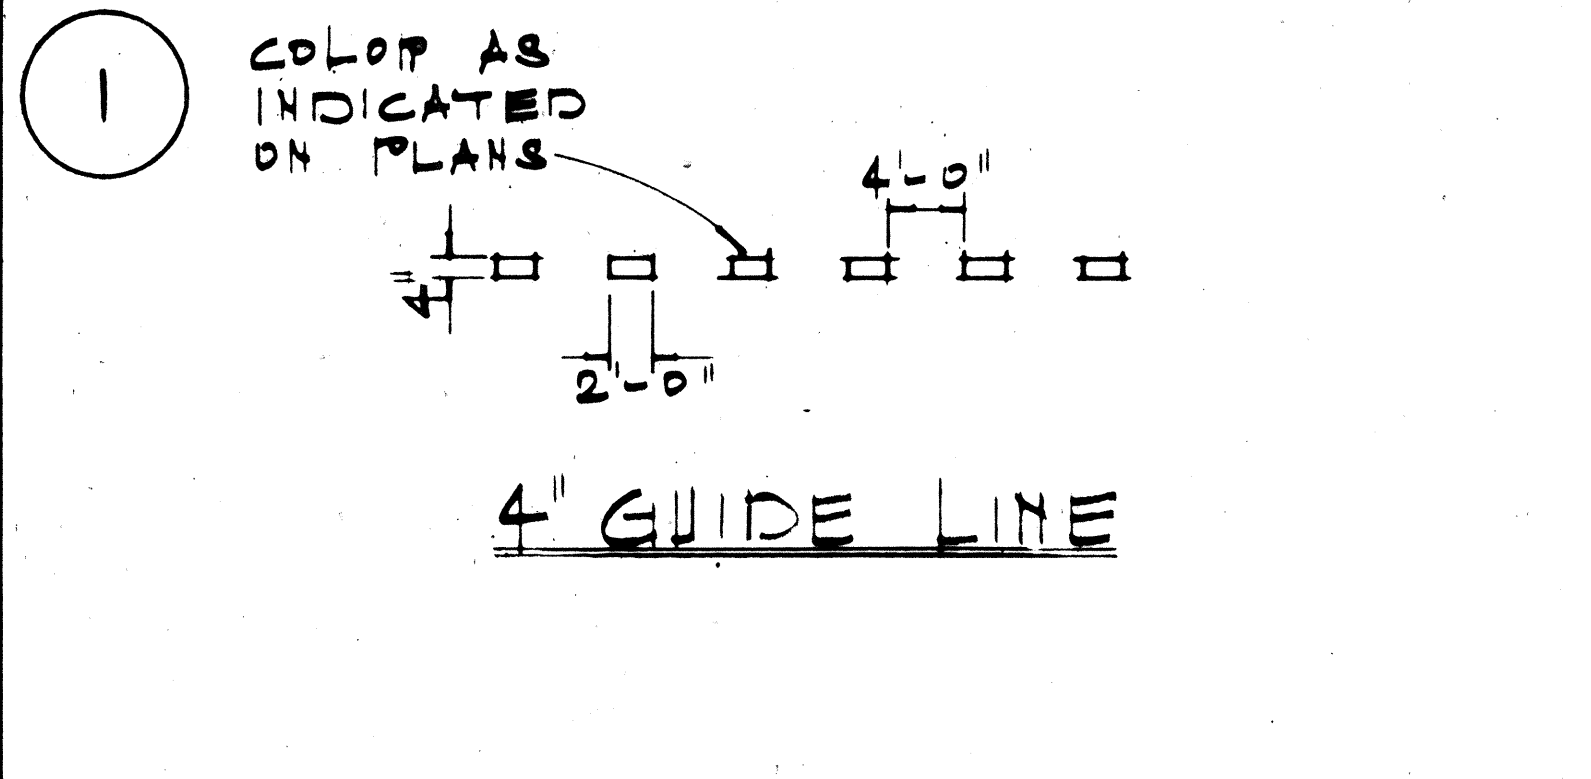 1
COLOR AS
INDICATED
ON PLANS
4'-0"
4"
2'-0"
4" GUIDE LINE